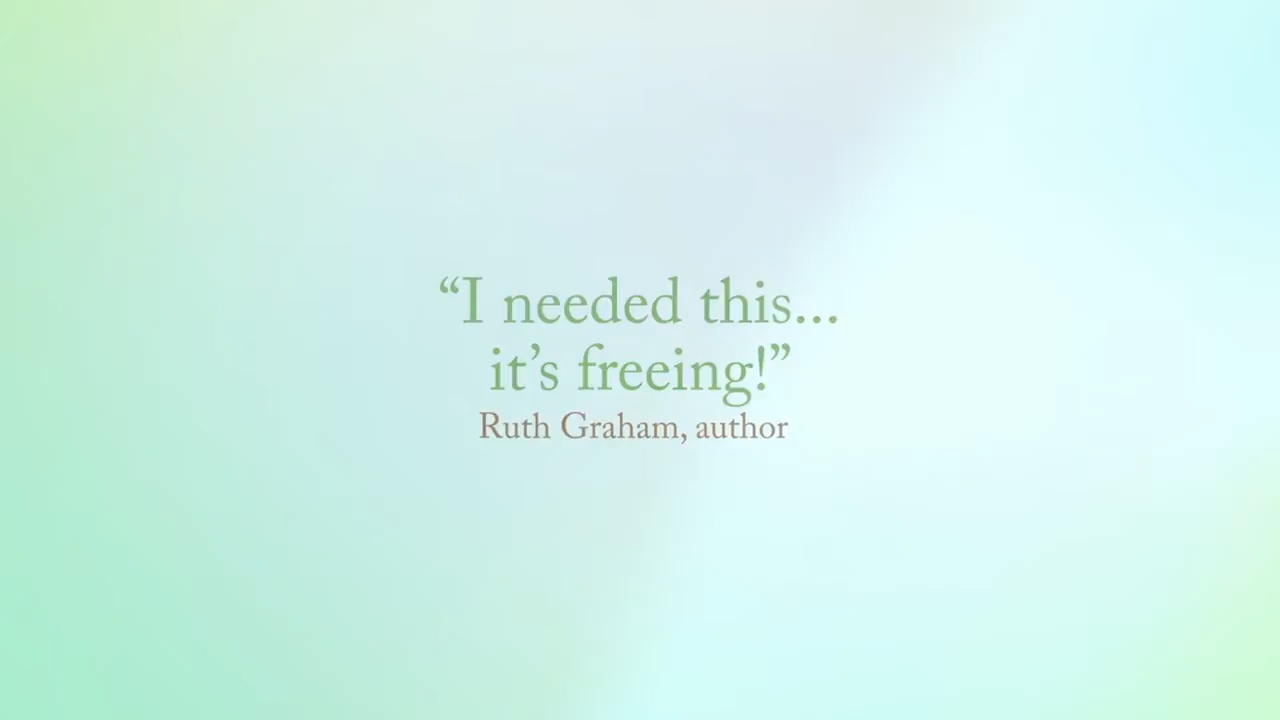 “I needed this...
it’s freeing!”
Ruth Graham, author